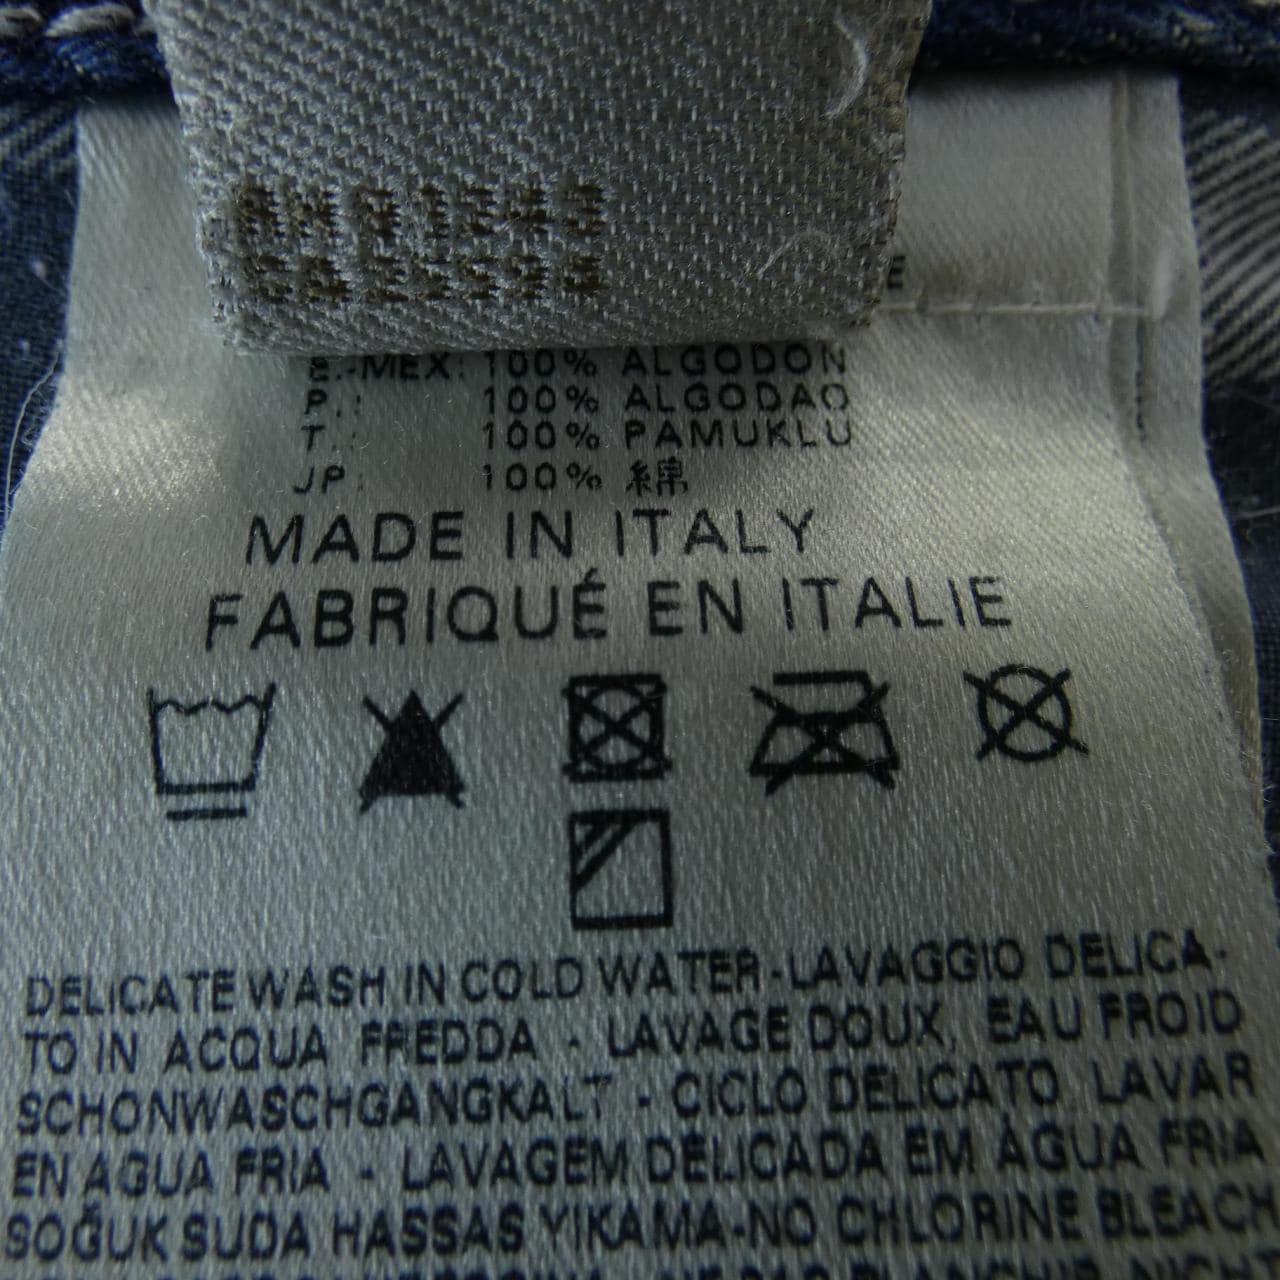 E
E.-MEX: 100% ALGODON
P.: 100% ALGODAO
T.: 100% PAMUKLU
JP: 100% 綿
MADE IN ITALY
FABRIQUÉ EN ITALIE
DELICATE WASH IN COLD WATER-LAVAGGIO DELICA-
TO IN ACQUA FREDDA - LAVAGE DOUX, EAU FROID
SCHONWASCHGANGKALT - CICLO DELICATO LAVAR
EN AGUA FRIA - LAVAGEM DELICADA EM ÁGUA FRIA
SOĞUK SUDA HASSAS YIKAMA-NO CHLORINE BLEACH